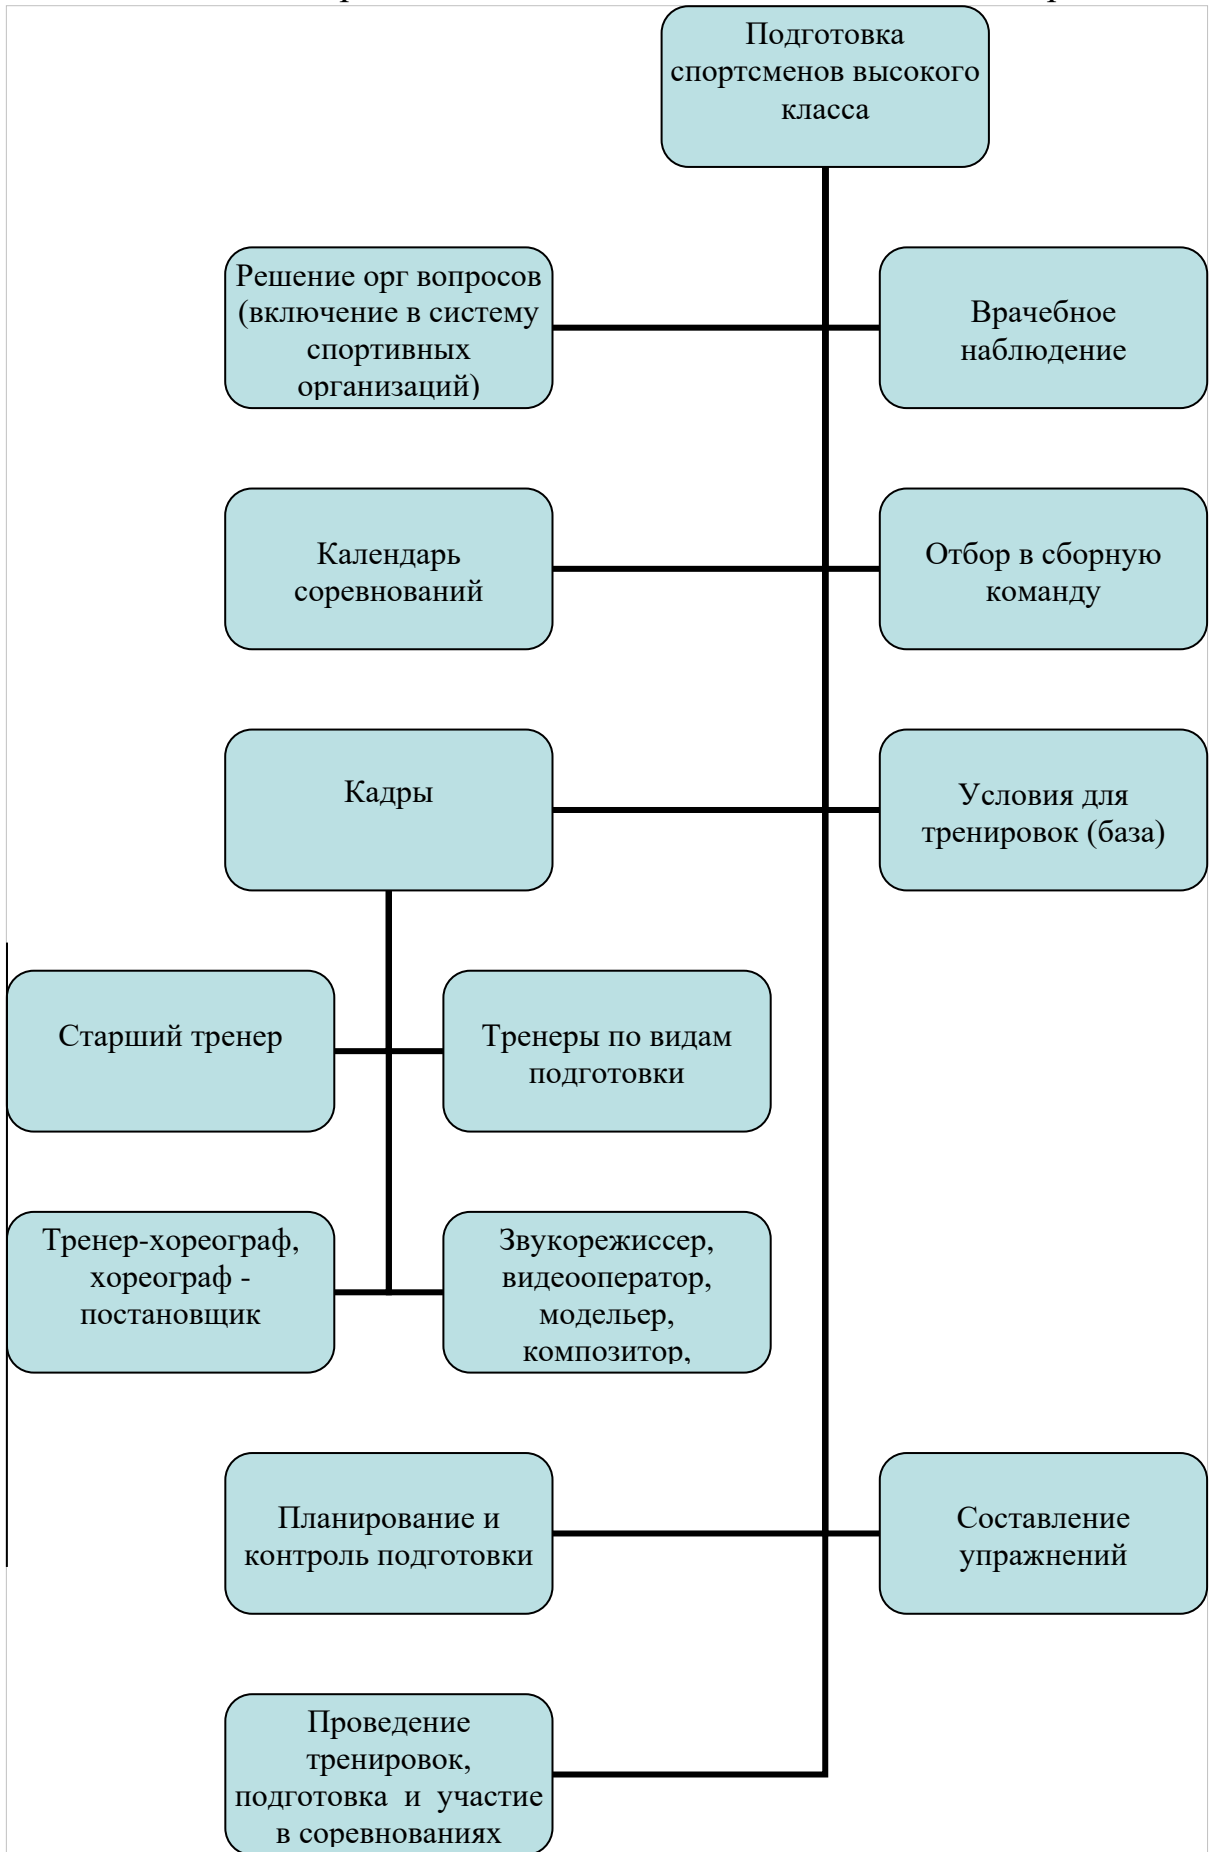 Подготовка
спортсменов высокого
класса
Решение орг вопросов
(включение в систему
спортивных
организаций)
Врачебное
наблюдение
Календарь
соревнований
Отбор в сборную
команду
Кадры
Условия для
тренировок (база)
Старший тренер
Тренеры по видам
подготовки
Тренер-хореограф,
хореограф -
постановщик
Звукорежиссер,
видеооператор,
модельер,
композитор,
Планирование и
контроль подготовки
Составление
упражнений
Проведение
тренировок,
подготовка и участие
в соревнованиях